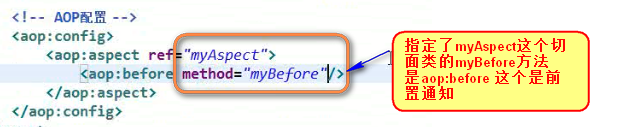 <!-- AOP配置 -->
<aop:config>
<aop:aspect ref="myAspect">
<aop:before method="myBefore"/>
</aop:aspect>
</aop:config>
指定了myAspect这个切
面类的myBefore方法
是aop:before 这个是前
置通知